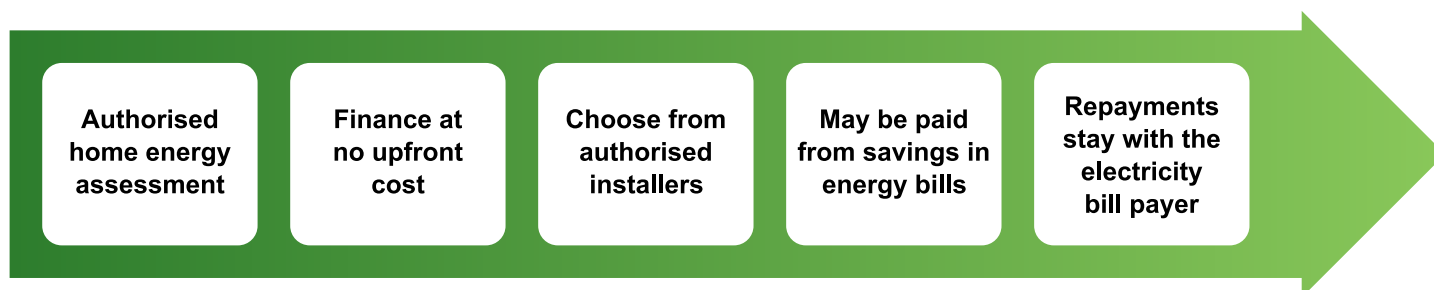 Authorised
home energy
assessment
Finance at
no upfront
cost
Choose from
authorised
installers
May be paid
from savings in
energy bills
Repayments
stay with the
electricity
bill payer